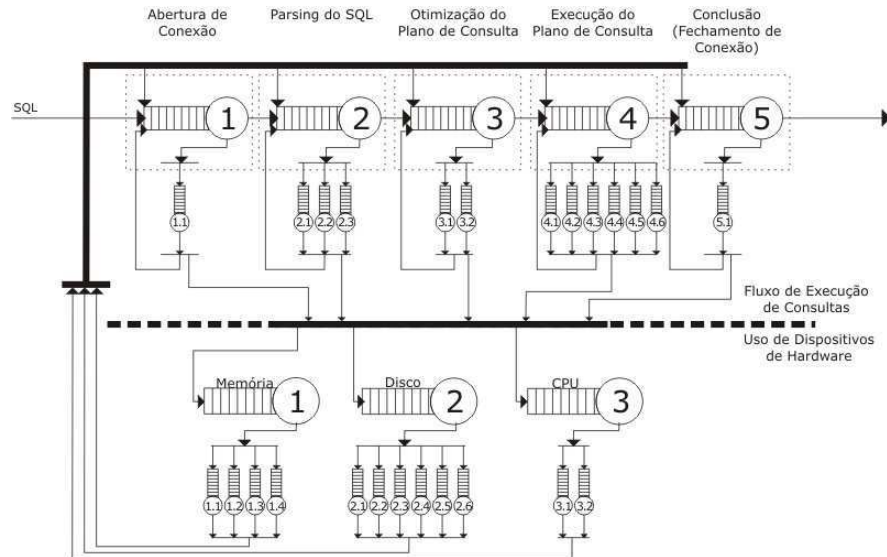 Abertura de
Conexão
Parsing do SQL
Otimização do
Plano de Consulta
Execução do
Plano de Consulta
Conclusão
(Fechamento de
Conexão)
SQL
1
2
3
4
5
1.1
2.1 2.2 2.3
3.1 3.2
4.1 4.2 4.3 4.4 4.5 4.6
5.1
Fluxo de Execução
de Consultas
Uso de Dispositivos
de Hardware
Memória
Disco
CPU
1
2
3
1.1 1.2 1.3 1.4
2.1 2.2 2.3 2.4 2.5 2.6
3.1 3.2